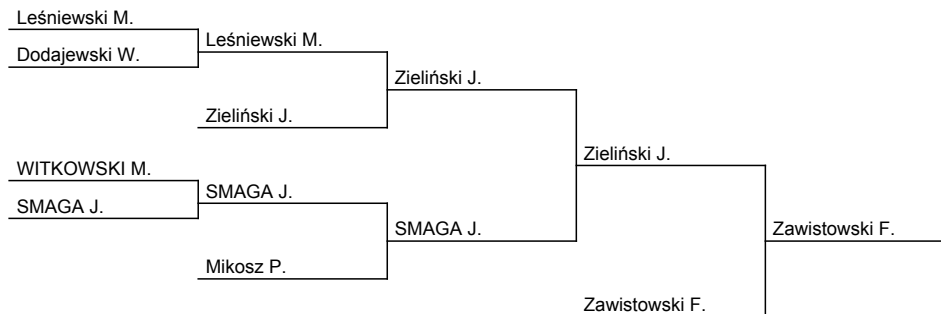 Leśniewski M.
Dodajewski W.
Leśniewski M.
Zieliński J.
Zieliński J.
WITKOWSKI M.
SMAGA J.
SMAGA J.
Mikosz P.
SMAGA J.
Zieliński J.
Zawistowski F.
Zawistowski F.